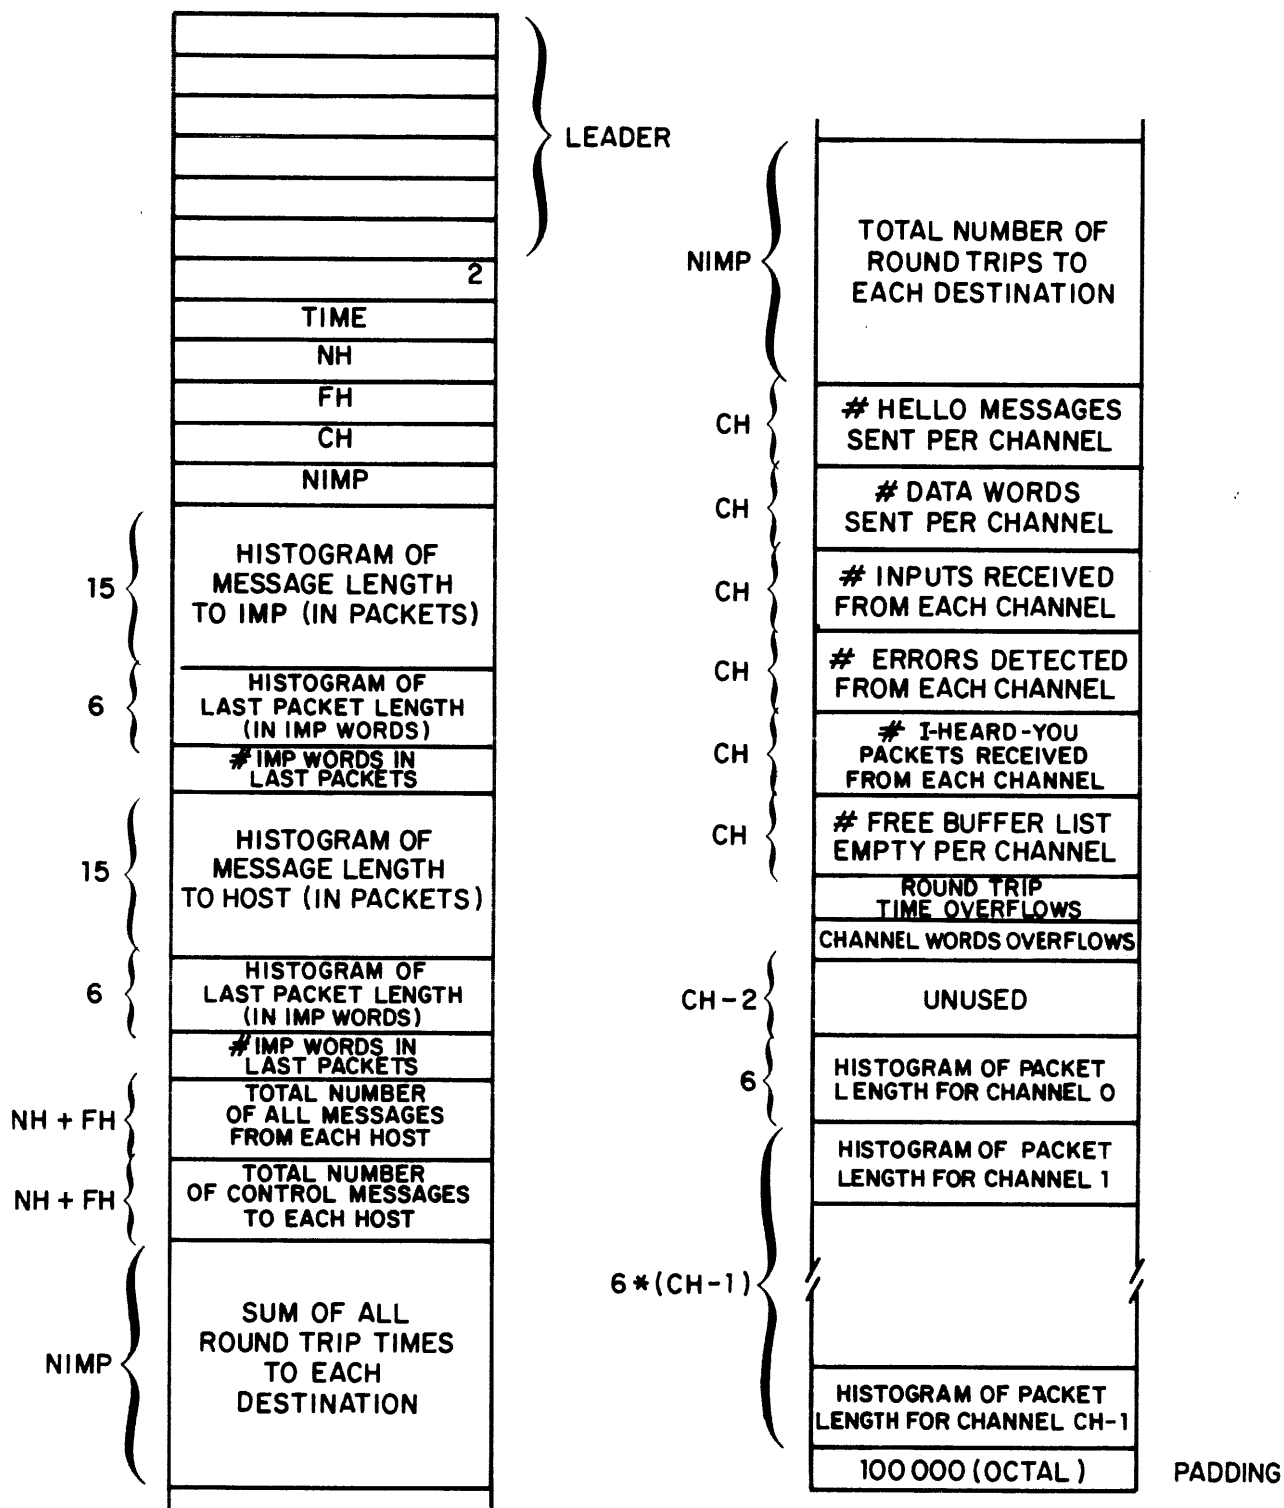 LEADER
2
TIME
NH
FH
CH
NIMP
15
HISTOGRAM OF
MESSAGE LENGTH
TO IMP (IN PACKETS)
6
HISTOGRAM OF
LAST PACKET LENGTH
(IN IMP WORDS)
# IMP WORDS IN
LAST PACKETS
15
HISTOGRAM OF
MESSAGE LENGTH
TO HOST (IN PACKETS)
6
HISTOGRAM OF
LAST PACKET LENGTH
(IN IMP WORDS)
# IMP WORDS IN
LAST PACKETS
NH + FH
TOTAL NUMBER
OF ALL MESSAGES
FROM EACH HOST
NH + FH
TOTAL NUMBER
OF CONTROL MESSAGES
TO EACH HOST
NIMP
SUM OF ALL
ROUND TRIP TIMES
TO EACH
DESTINATION
NIMP
TOTAL NUMBER OF
ROUND TRIPS TO
EACH DESTINATION
CH
# HELLO MESSAGES
SENT PER CHANNEL
CH
# DATA WORDS
SENT PER CHANNEL
CH
# INPUTS RECEIVED
FROM EACH CHANNEL
CH
# ERRORS DETECTED
FROM EACH CHANNEL
CH
# I-HEARD-YOU
PACKETS RECEIVED
FROM EACH CHANNEL
CH
# FREE BUFFER LIST
EMPTY PER CHANNEL
ROUND TRIP
TIME OVERFLOWS
CHANNEL WORDS OVERFLOWS
CH-2
UNUSED
6
HISTOGRAM OF PACKET
LENGTH FOR CHANNEL 0
6*(CH-1)
HISTOGRAM OF PACKET
LENGTH FOR CHANNEL 1
HISTOGRAM OF PACKET
LENGTH FOR CHANNEL CH-1
100 000 (OCTAL)
PADDING